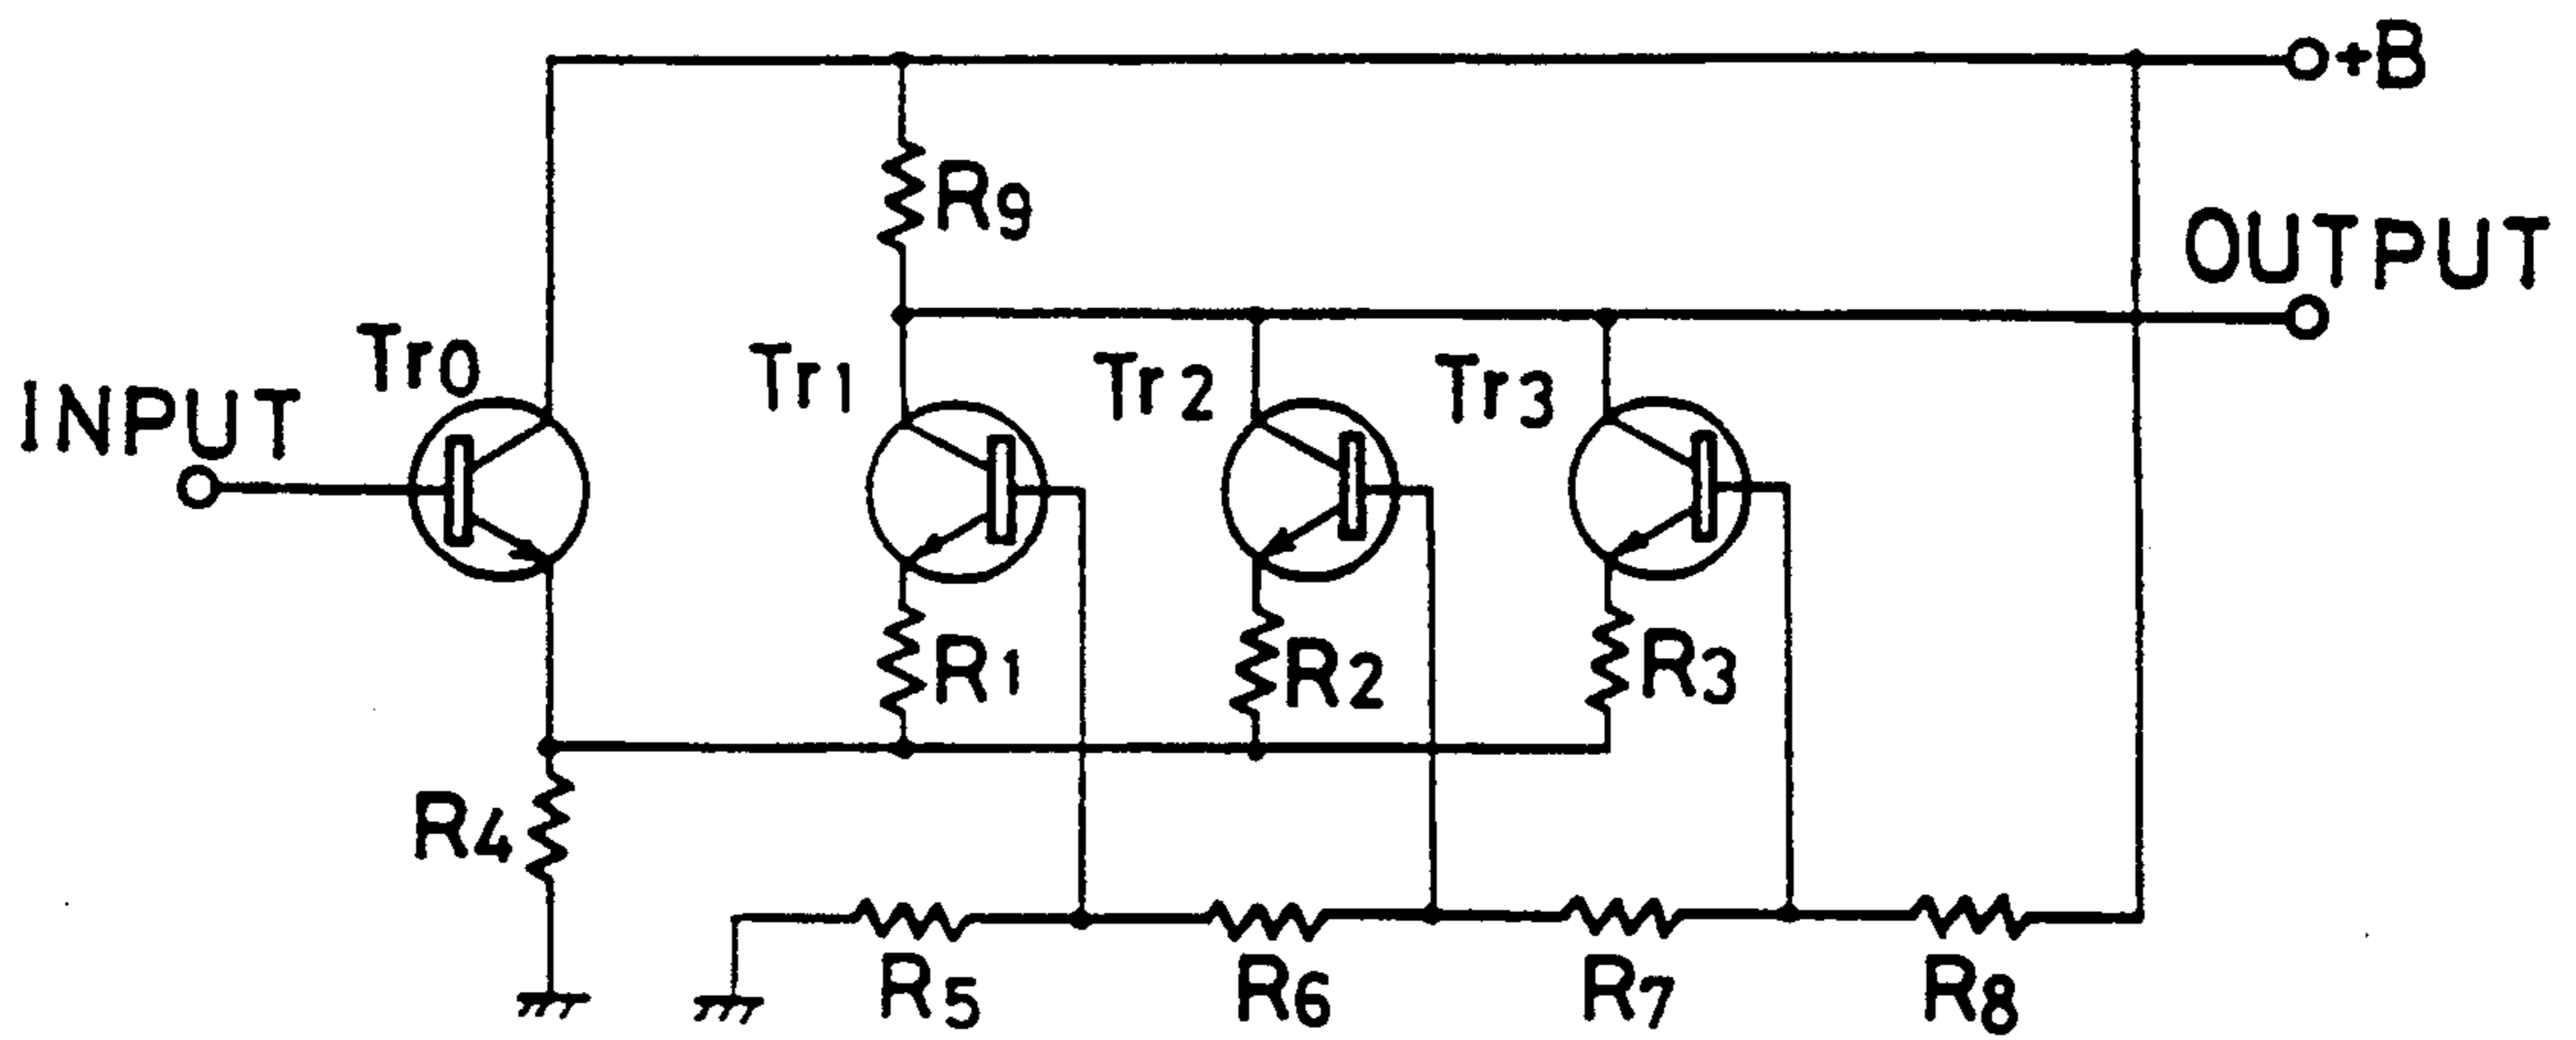 +B
R9
OUTPUT
Tr0
Tr1
Tr2
Tr3
INPUT
R1
R2
R3
R4
R5
R6
R7
R8